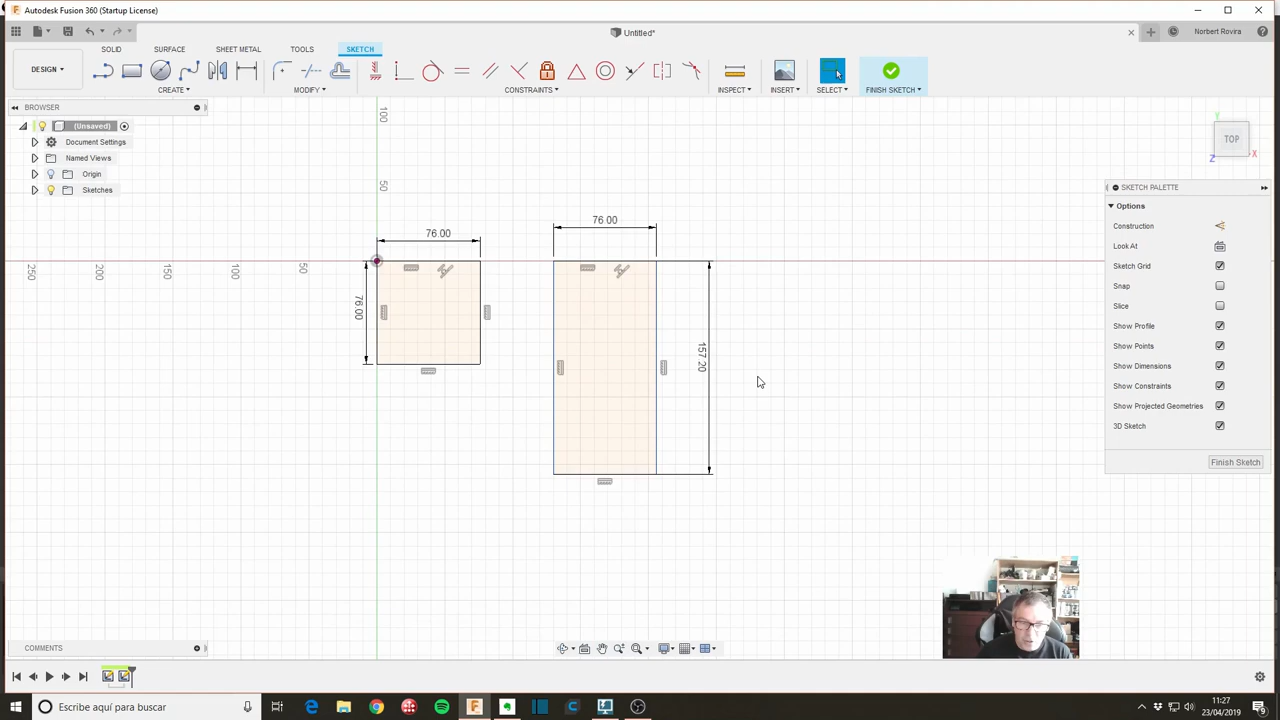 Autodesk Fusion 360 (Startup License)
Untitled*
Norbert Rovira
SOLID
SURFACE
SHEET METAL
TOOLS
SKETCH
DESIGN
CREATE
MODIFY
CONSTRAINTS
INSPECT
INSERT
SELECT
FINISH SKETCH
BROWSER
(Unsaved)
Document Settings
Named Views
Origin
Sketches
100
50
250
200
150
100
50
76.00
76.00
76.00
157.20
Y
TOP
X
Z
SKETCH PALETTE
Options
Construction
Look At
Sketch Grid
Snap
Slice
Show Profile
Show Points
Show Dimensions
Show Constraints
Show Projected Geometries
3D Sketch
Finish Sketch
COMMENTS
Escribe aquí para buscar
11:27
23/04/2019